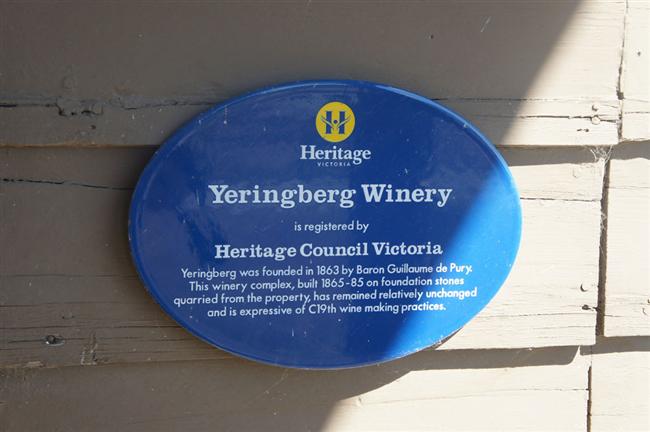 H
Heritage
VICTORIA
Yeringberg Winery
is registered by
Heritage Council Victoria
Yeringberg was founded in 1863 by Baron Guillaume de Pury.
This winery complex, built 1865-85 on foundation stones
quarried from the property, has remained relatively unchanged
and is expressive of C19th wine making practices.